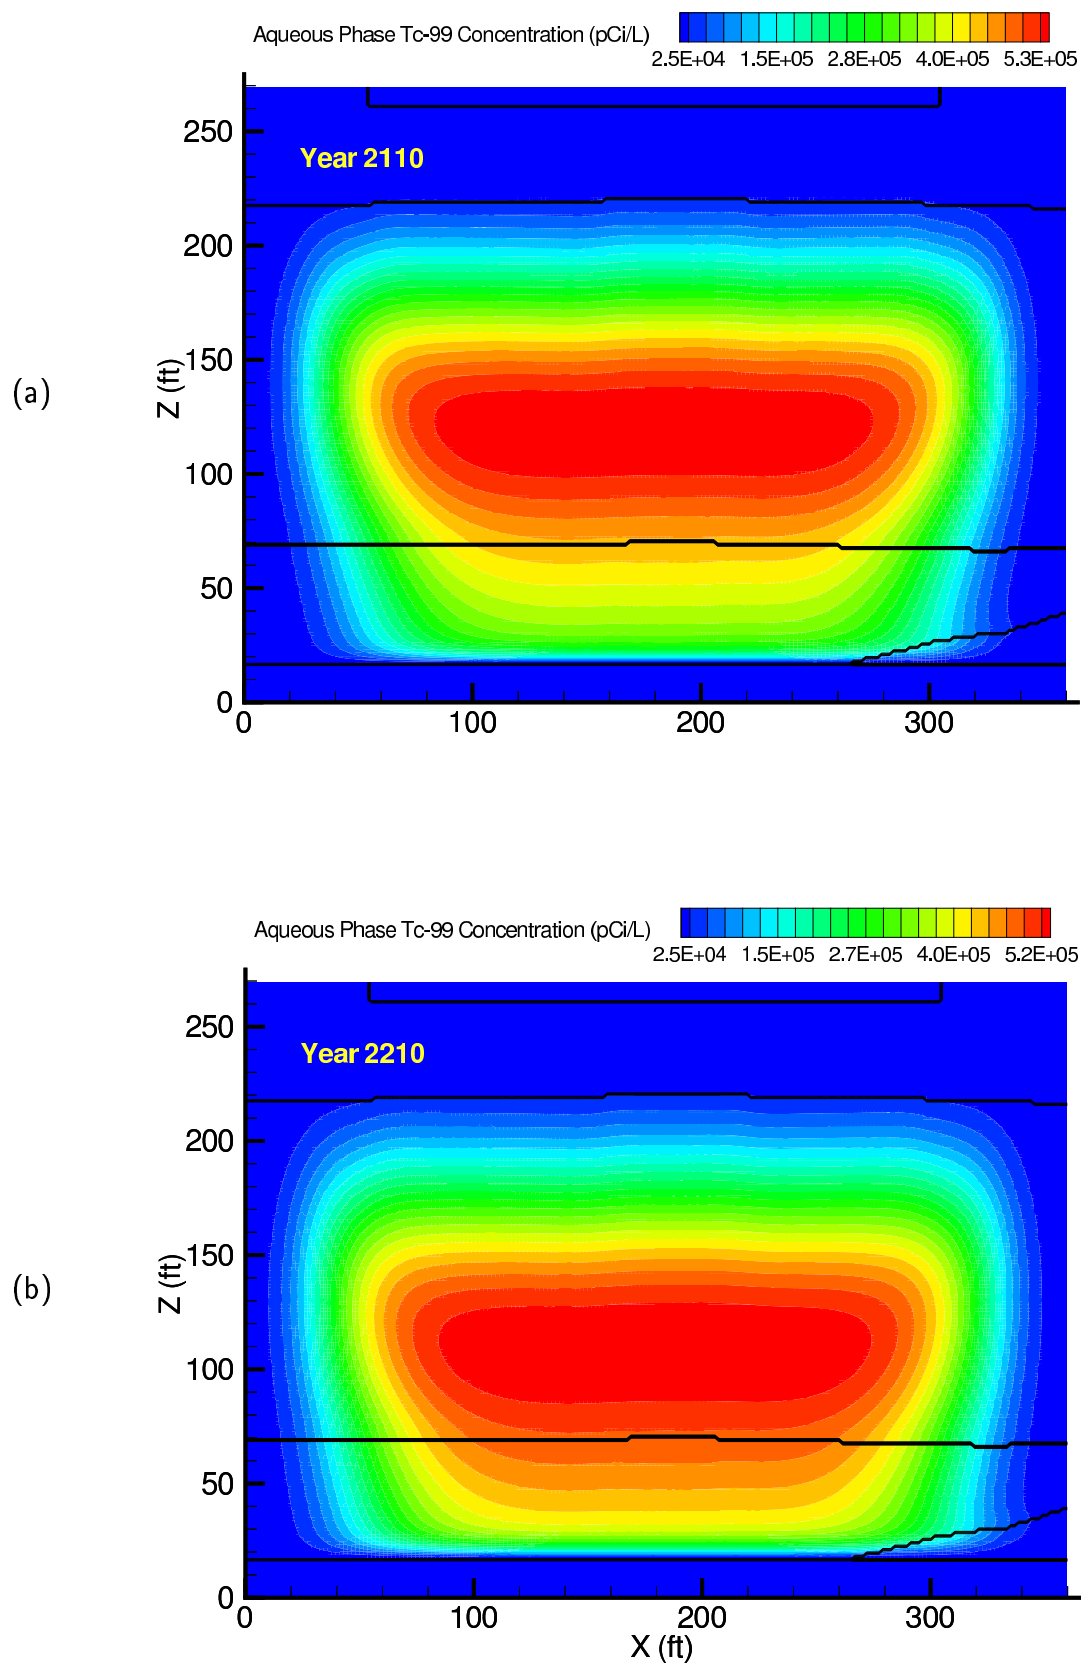 Aqueous Phase Tc-99 Concentration (pCi/L)
2.5E+04 1.5E+05 2.8E+05 4.0E+05 5.3E+05
Year 2110
250
200
150
100
50
0
Z (ft)
(a)
0 100 200 300
Aqueous Phase Tc-99 Concentration (pCi/L)
2.5E+04 1.5E+05 2.7E+05 4.0E+05 5.2E+05
Year 2210
250
200
150
100
50
0
Z (ft)
(b)
0 100 200 300
X (ft)